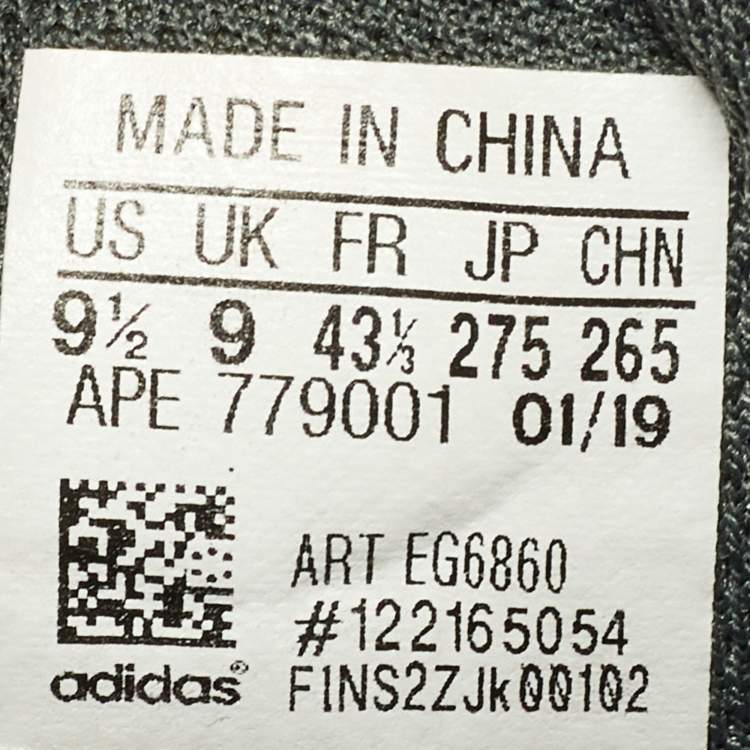 MADE IN CHINA
US UK FR JP CHN
9½ 9 43⅓ 275 265
APE 779001 01/19
ART EG6860
#122165054
adidas® F1NS2ZJk00102